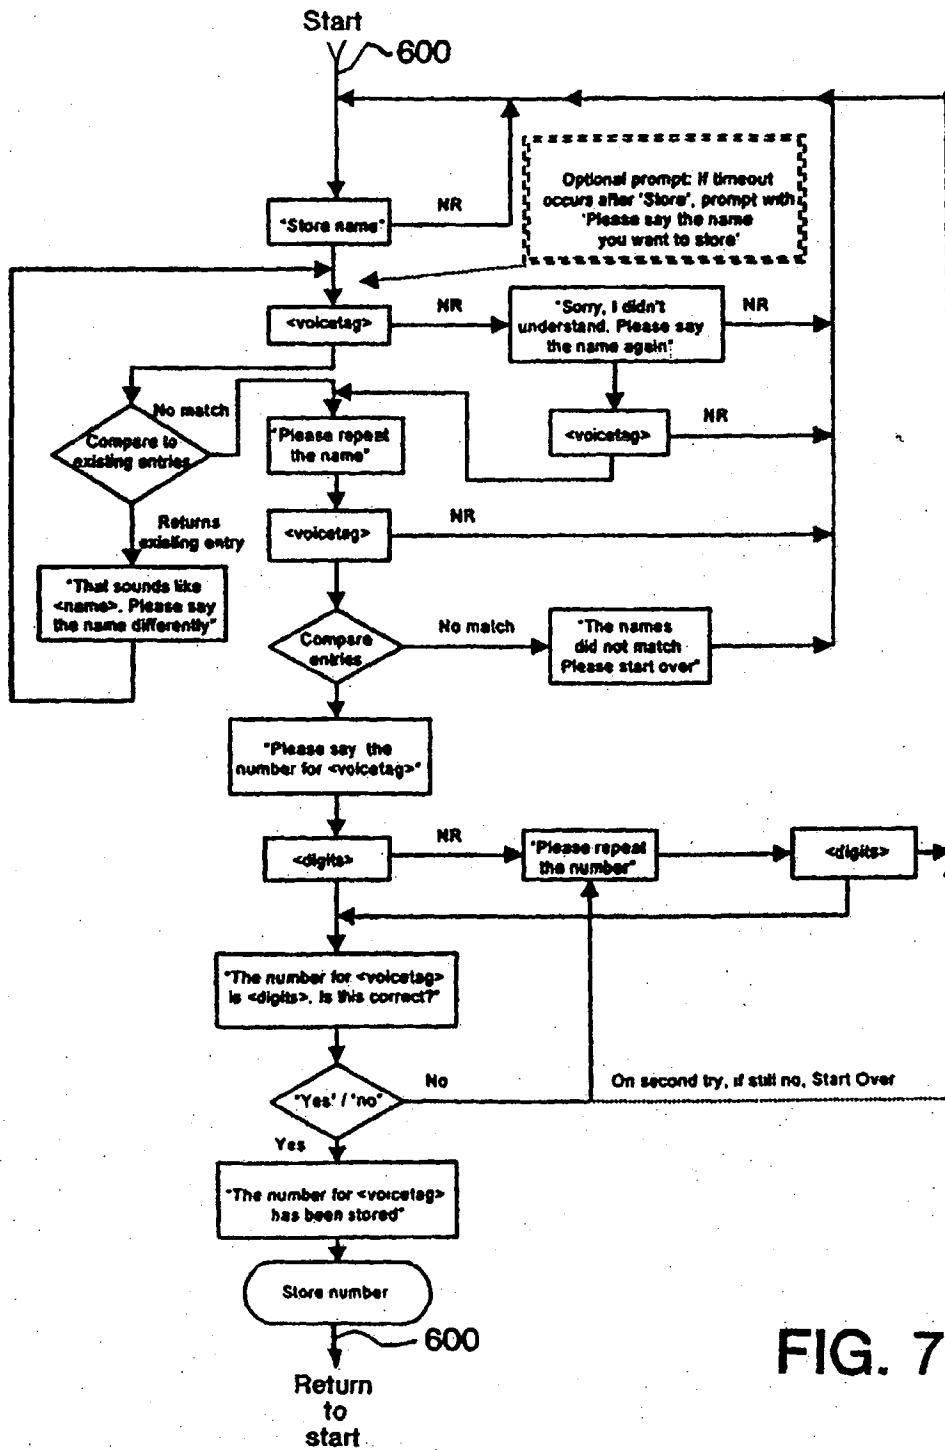 Start
600
Optional prompt: If timeout
occurs after 'Store', prompt with
'Please say the name
you want to store'
"Store name"
NR
<voicetag>
NR
"Sorry, I didn't
understand. Please say
the name again"
NR
No match
Compare to
existing entries
"Please repeat
the name"
<voicetag>
NR
Returns
existing entry
<voicetag>
NR
"That sounds like
<name>. Please say
the name differently"
Compare
entries
No match
"The names
did not match
Please start over"
"Please say the
number for <voicetag>"
<digits>
NR
"Please repeat
the number"
<digits>
"The number for <voicetag>
is <digits>. Is this correct?"
"Yes' / 'no"
No
On second try, if still no, Start Over
Yes
"The number for <voicetag>
has been stored"
Store number
600
Return
to
start
FIG. 7